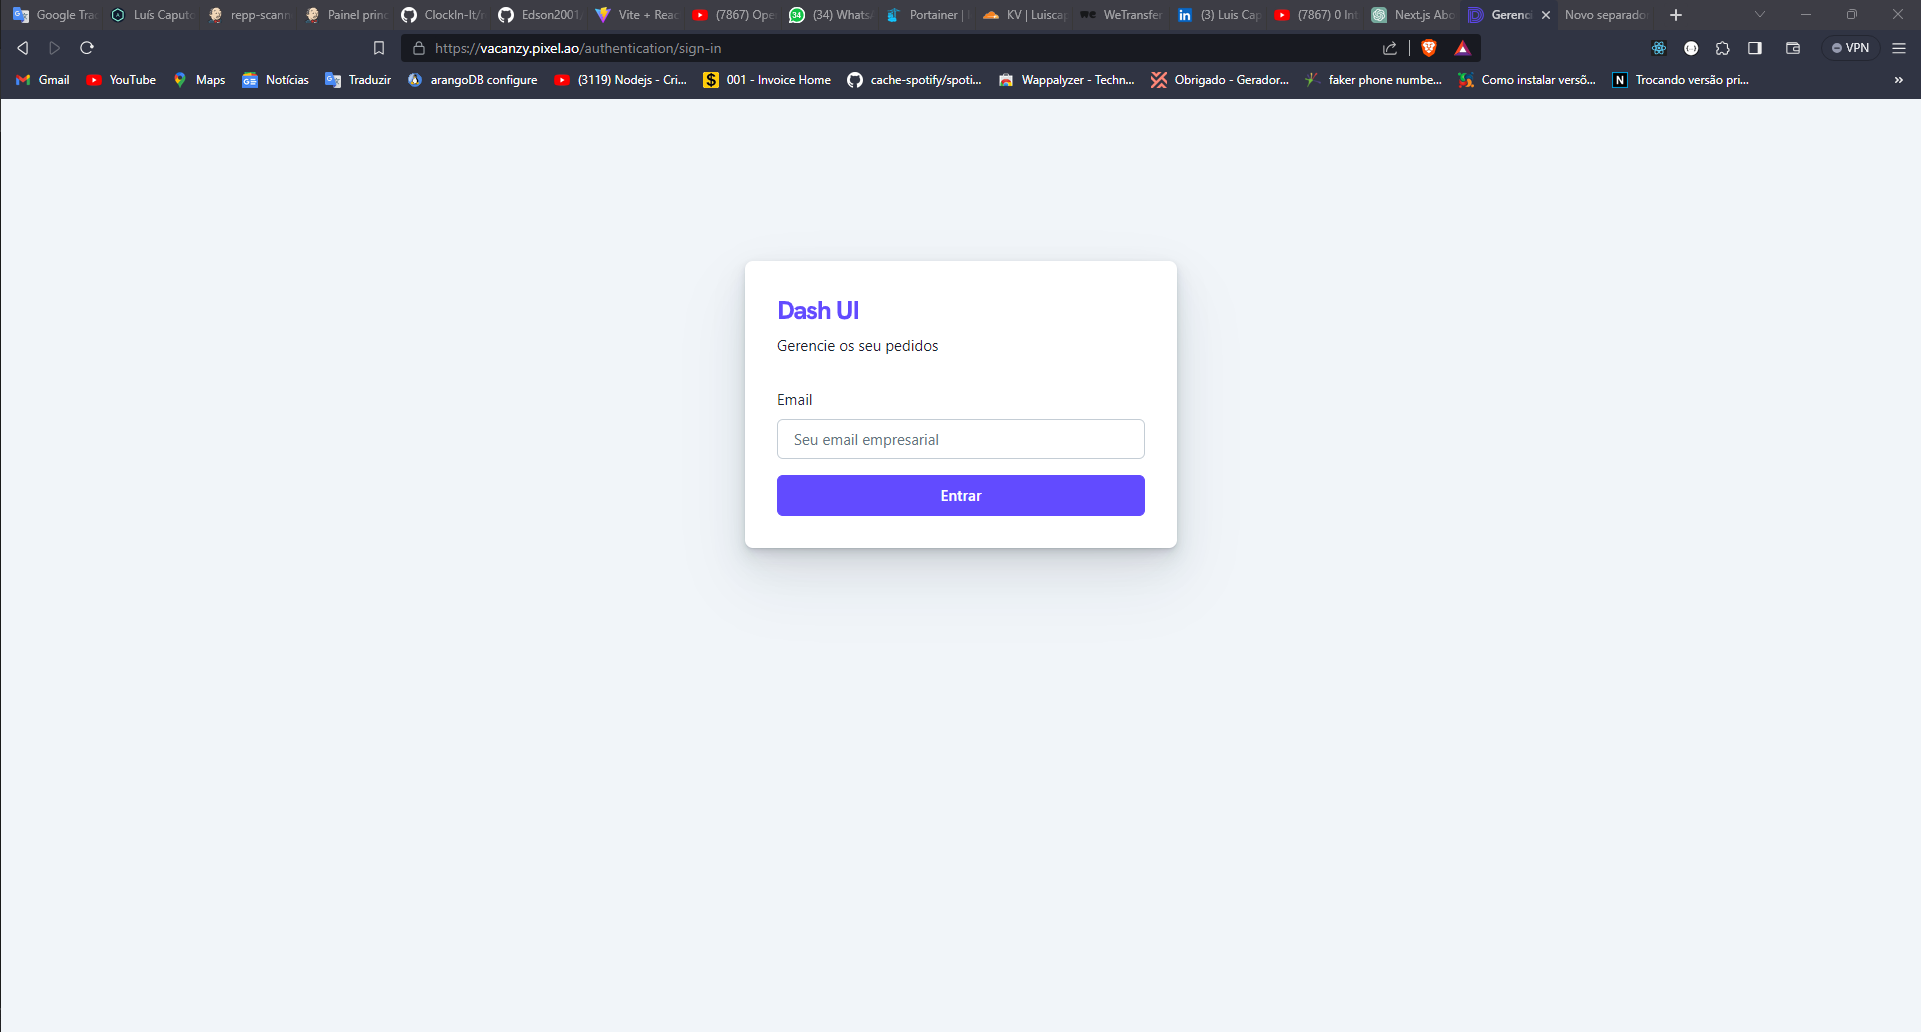 Google Trad
Luís Caputo
repp-scann
Painel princ
ClockIn-It/r
Edson2001/
Vite + Reac
(7867) Ope
(34) WhatsA
Portainer |
KV | Luiscap
WeTransfer
(3) Luis Cap
(7867) 0 Int
Next.js Abo
Gerenci
Novo separador
https://vacanzy.pixel.ao/authentication/sign-in
VPN
Gmail
YouTube
Maps
Notícias
Traduzir
arangoDB configure
(3119) Nodejs - Cri...
001 - Invoice Home
cache-spotify/spoti...
Wappalyzer - Techn...
Obrigado - Gerador...
faker phone numbe...
Como instalar versõ...
Trocando versão pri...
Dash UI
Gerencie os seu pedidos
Email
Seu email empresarial
Entrar